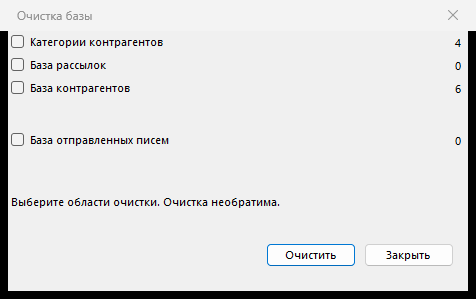 Очистка базы
Категории контрагентов 4
База рассылок 0
База контрагентов 6
База отправленных писем 0
Выберите области очистки. Очистка необратима.
Очистить Закрыть